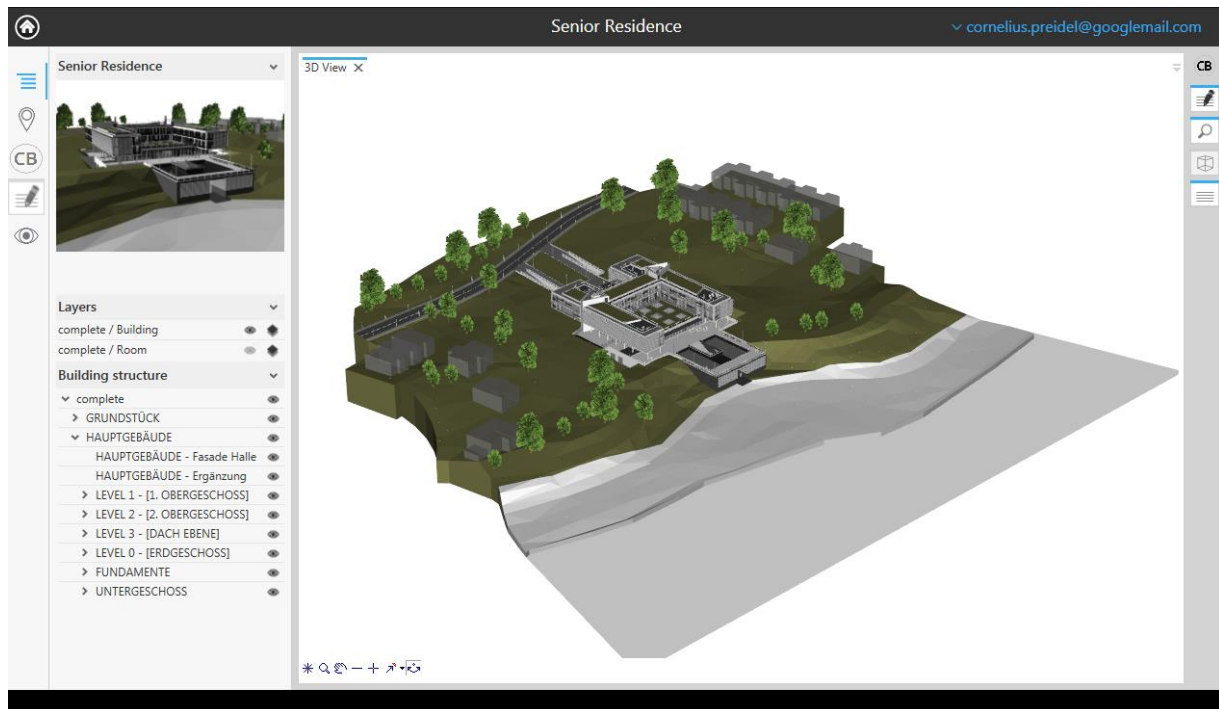 Senior Residence
cornelius.preidel@googlemail.com
Senior Residence
3D View
CB
CB
Layers
complete / Building
complete / Room
Building structure
complete
GRUNDSTÜCK
HAUPTGEBÄUDE
HAUPTGEBÄUDE - Fasade Halle
HAUPTGEBÄUDE - Ergänzung
LEVEL 1 - [1. OBERGESCHOSS]
LEVEL 2 - [2. OBERGESCHOSS]
LEVEL 3 - [DACH EBENE]
LEVEL 0 - [ERDGESCHOSS]
FUNDAMENTE
UNTERGESCHOSS